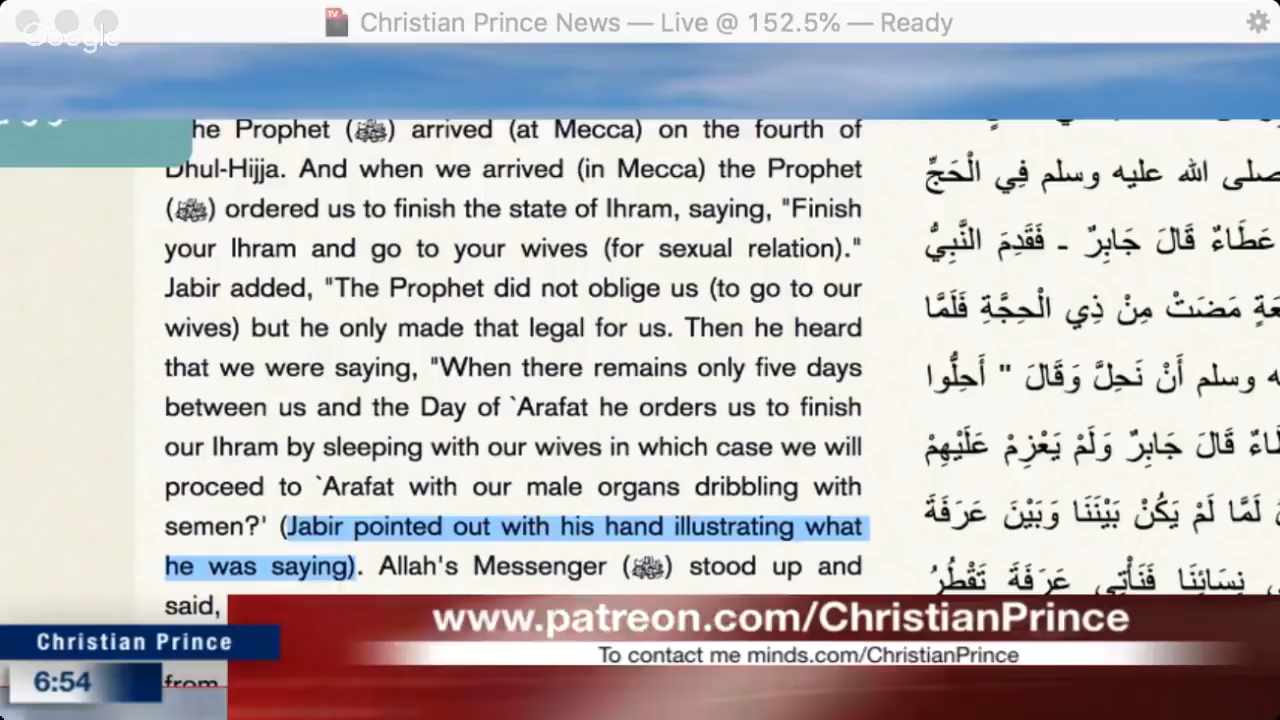 Christian Prince News — Live @ 152.5% — Ready
Google
he Prophet (ﷺ) arrived (at Mecca) on the fourth of
Dhul-Hijja. And when we arrived (in Mecca) the Prophet
(ﷺ) ordered us to finish the state of Ihram, saying, "Finish
your Ihram and go to your wives (for sexual relation)."
Jabir added, "The Prophet did not oblige us (to go to our
wives) but he only made that legal for us. Then he heard
that we were saying, "When there remains only five days
between us and the Day of `Arafat he orders us to finish
our Ihram by sleeping with our wives in which case we will
proceed to `Arafat with our male organs dribbling with
semen?' (Jabir pointed out with his hand illustrating what
he was saying). Allah's Messenger (ﷺ) stood up and
said,
from
صلى الله عليه وسلم فِي الْحَجِّ
عَطَاءٌ قَالَ جَابِرٌ ـ فَقَدِمَ النَّبِيُّ
مَضَتْ مِنْ ذِي الْحِجَّةِ فَلَمَّا
وسلم أَنْ نَحِلَّ وَقَالَ " أَحِلُّوا
قَالَ جَابِرٌ وَلَمْ يَعْزِمْ عَلَيْهِمْ
لَمَّا لَمْ يَكُنْ بَيْنَنَا وَبَيْنَ عَرَفَةَ
نِسَائِنَا فَنَأْتِي عَرَفَةَ تَقْطُرُ
www.patreon.com/ChristianPrince
To contact me minds.com/ChristianPrince
Christian Prince
6:54